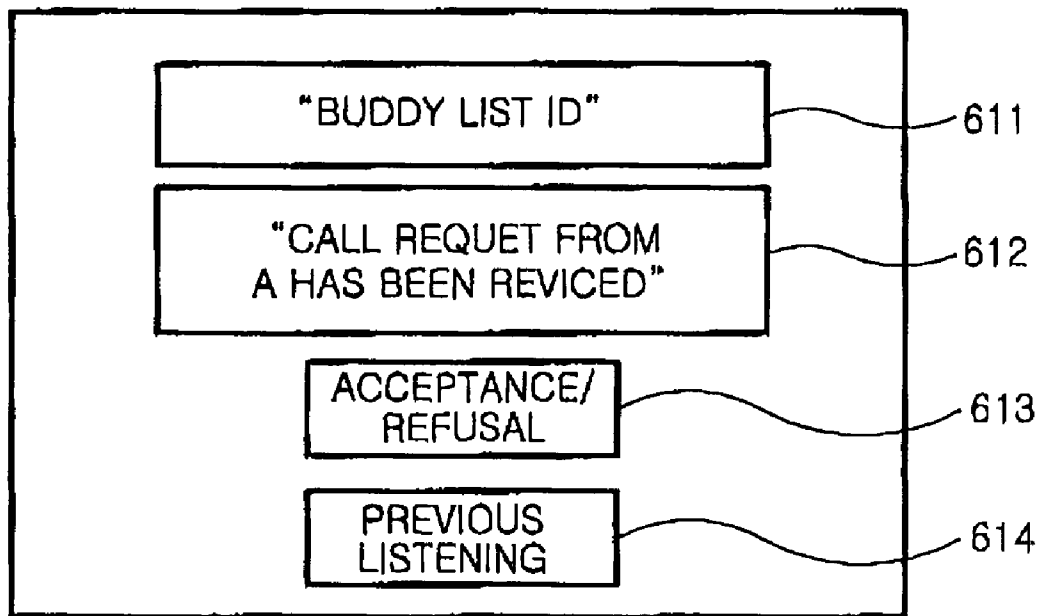 "BUDDY LIST ID"
611
"CALL REQUET FROM
A HAS BEEN REVICED"
612
ACCEPTANCE/
REFUSAL
613
PREVIOUS
LISTENING
614